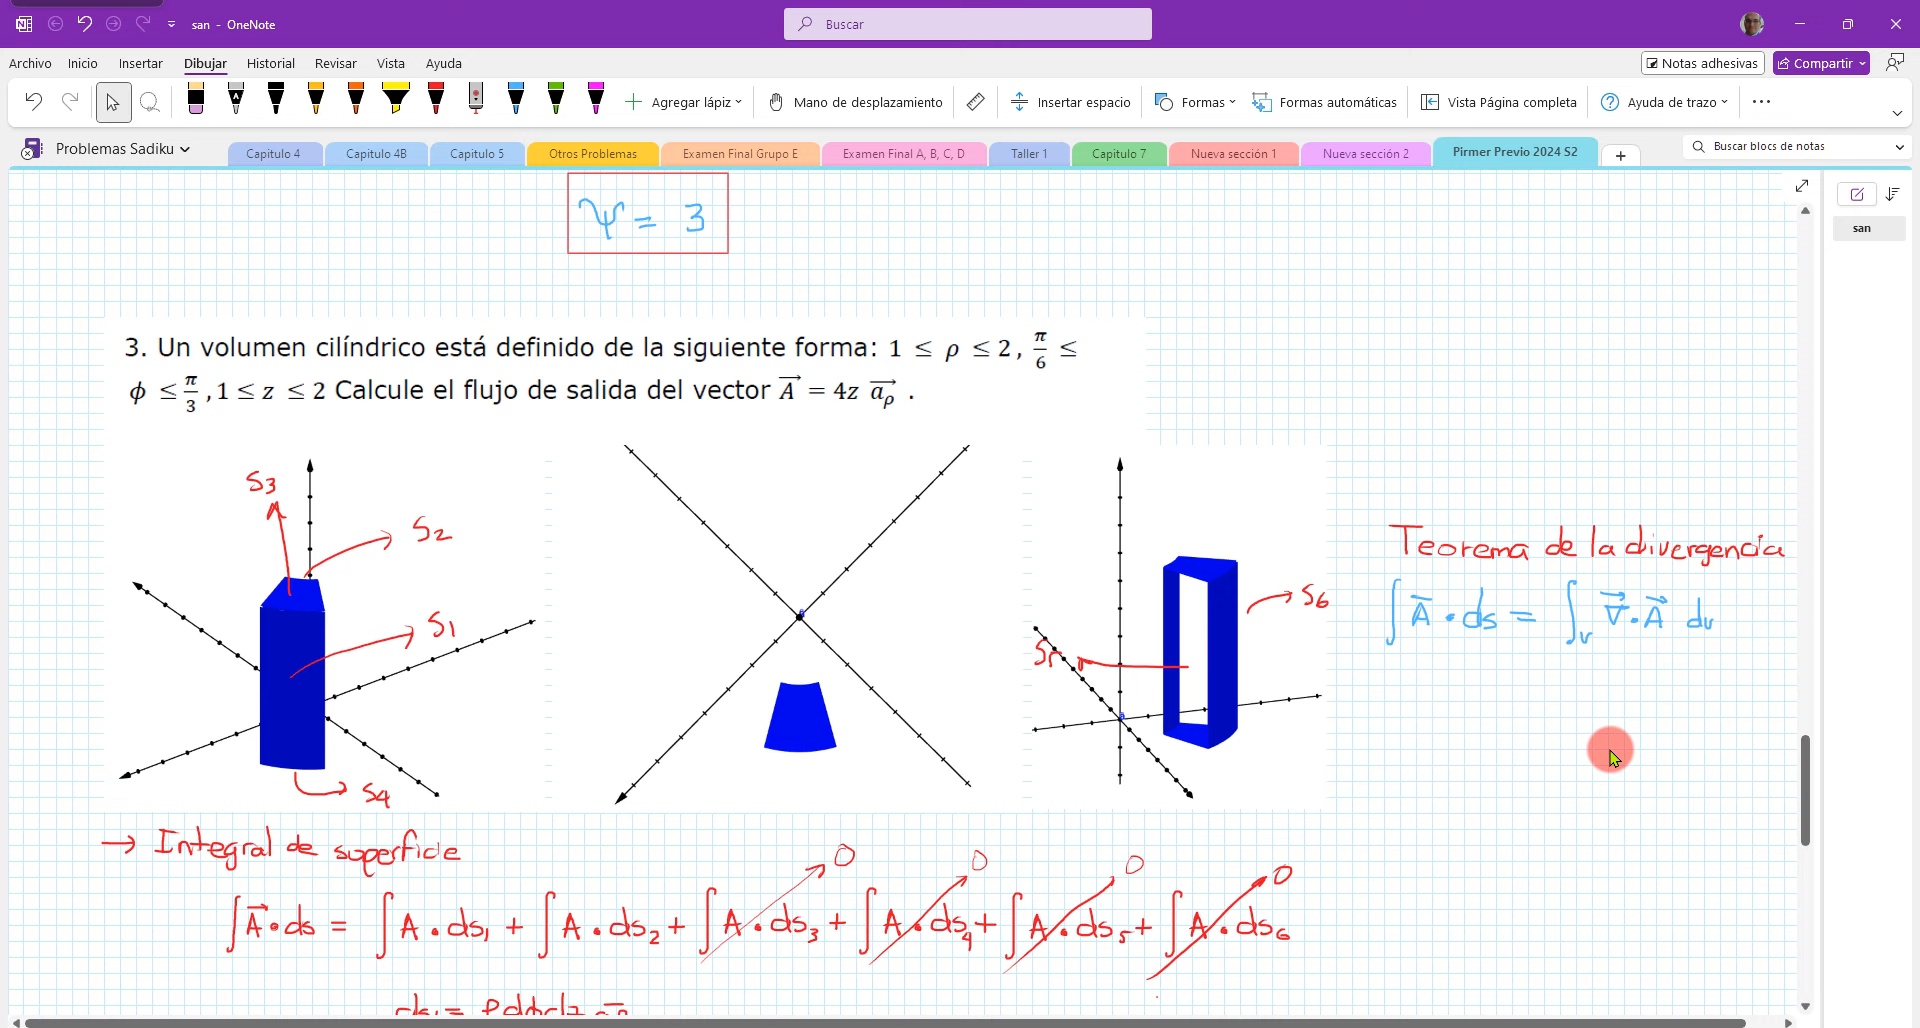 san - OneNote
Buscar
Archivo Inicio Insertar Dibujar Historial Revisar Vista Ayuda
Notas adhesivas Compartir
Agregar lápiz Mano de desplazamiento Insertar espacio Formas Formas automáticas Vista Página completa Ayuda de trazo
Problemas Sadiku Capitulo 4 Capitulo 4B Capitulo 5 Otros Problemas Examen Final Grupo E Examen Final A, B, C, D Taller 1 Capitulo 7 Nueva sección 1 Nueva sección 2 Pirmer Previo 2024 S2 + Buscar blocs de notas
san
Ψ = 3
3. Un volumen cilíndrico está definido de la siguiente forma: 1 ≤ ρ ≤ 2, π/6 ≤
ϕ ≤ π/3, 1 ≤ z ≤ 2 Calcule el flujo de salida del vector A⃗ = 4z a⃗ρ .
S3
S2
S1
S4
S5
S6
Teorema de la divergencia
∫ A̅ • ds = ∫v ∇⃗ • A⃗ dv
→ Integral de superficie
0 0 0 0
∫ A⃗ • ds = ∫ A • ds1 + ∫ A • ds2 + ∫ A • ds3 + ∫ A • ds4 + ∫ A • ds5 + ∫ A • ds6